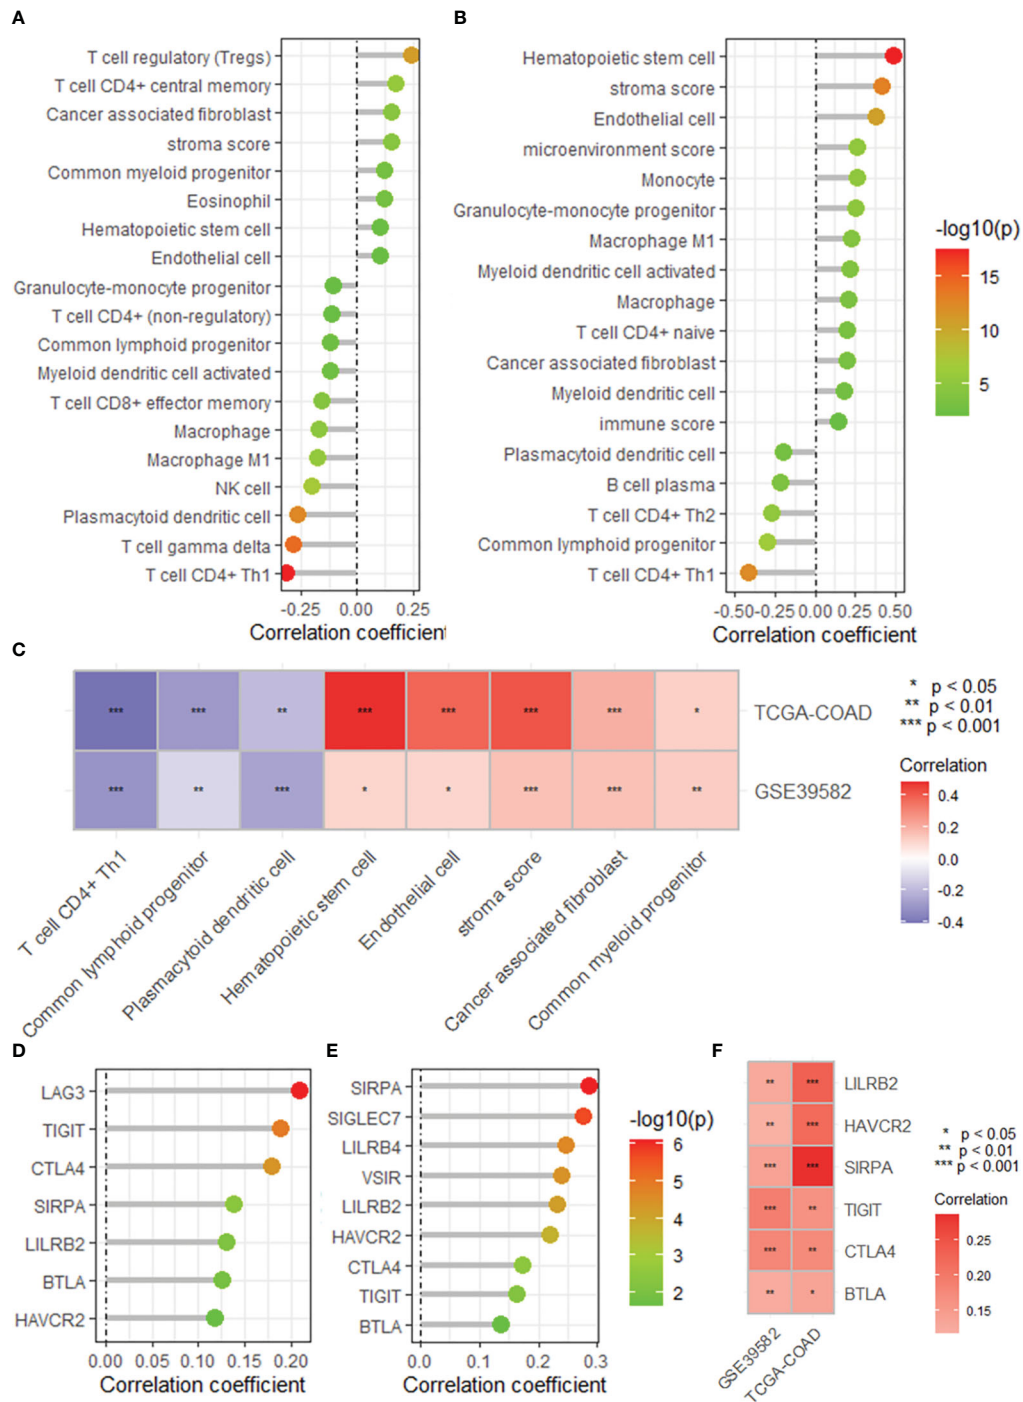 A
T cell regulatory (Tregs)
T cell CD4+ central memory
Cancer associated fibroblast
stroma score
Common myeloid progenitor
Eosinophil
Hematopoietic stem cell
Endothelial cell
Granulocyte-monocyte progenitor
T cell CD4+ (non-regulatory)
Common lymphoid progenitor
Myeloid dendritic cell activated
T cell CD8+ effector memory
Macrophage
Macrophage M1
NK cell
Plasmacytoid dendritic cell
T cell gamma delta
T cell CD4+ Th1
-0.25 0.00 0.25
Correlation coefficient
B
Hematopoietic stem cell
stroma score
Endothelial cell
microenvironment score
Monocyte
Granulocyte-monocyte progenitor
Macrophage M1
Myeloid dendritic cell activated
Macrophage
T cell CD4+ naive
Cancer associated fibroblast
Myeloid dendritic cell
immune score
Plasmacytoid dendritic cell
B cell plasma
T cell CD4+ Th2
Common lymphoid progenitor
T cell CD4+ Th1
-0.50 -0.25 0.00 0.25 0.50
Correlation coefficient
-log10(p)
15
10
5
C
*** *** ** *** *** *** *** *
TCGA-COAD
*** ** *** * * *** *** **
GSE39582
T cell CD4+ Th1
Common lymphoid progenitor
Plasmacytoid dendritic cell
Hematopoietic stem cell
Endothelial cell
stroma score
Cancer associated fibroblast
Common myeloid progenitor
* p < 0.05
** p < 0.01
*** p < 0.001
Correlation
0.4
0.2
0.0
-0.2
-0.4
D
LAG3
TIGIT
CTLA4
SIRPA
LILRB2
BTLA
HAVCR2
0.00 0.05 0.10 0.15 0.20
Correlation coefficient
E
SIRPA
SIGLEC7
LILRB4
VSIR
LILRB2
HAVCR2
CTLA4
TIGIT
BTLA
0.0 0.1 0.2 0.3
Correlation coefficient
-log10(p)
6
5
4
3
2
F
** *** LILRB2
** *** HAVCR2
*** *** SIRPA
*** ** TIGIT
*** ** CTLA4
** * BTLA
GSE39582
TCGA-COAD
* p < 0.05
** p < 0.01
*** p < 0.001
Correlation
0.25
0.20
0.15